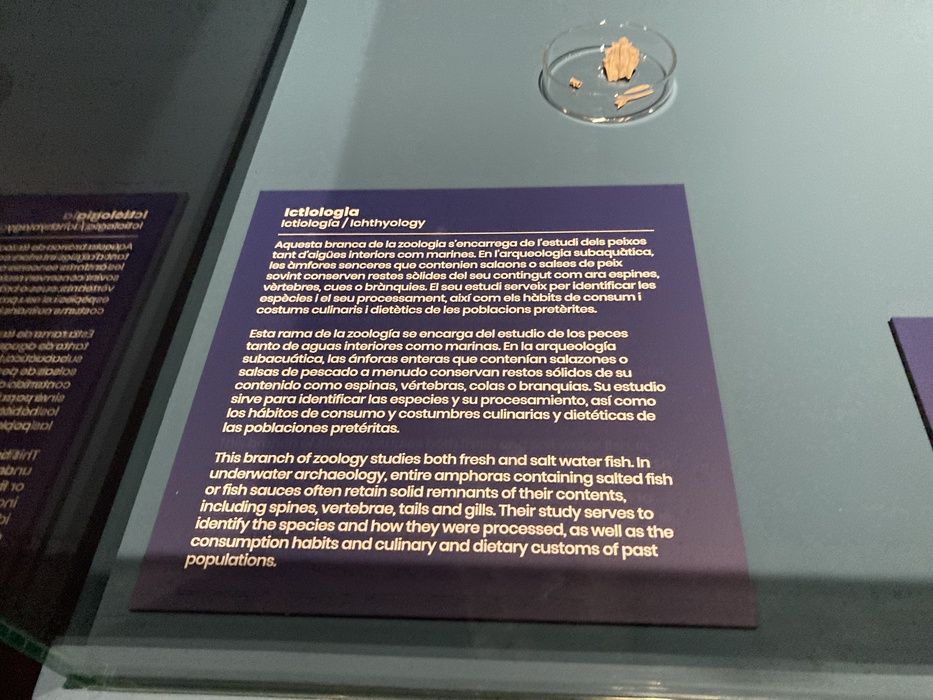 Ictiologia
Ictiología / Ichthyology
Aquesta branca de la zoologia s'encarrega de l'estudi dels peixos
tant d'aigües interiors com marines. En l'arqueologia subaquàtica,
les àmfores senceres que contenien salaons o salses de peix
sovint conserven restes sòlides del seu contingut com ara espines,
vèrtebres, cues o brànquies. El seu estudi serveix per identificar les
espècies i el seu processament, així com els hàbits de consum i
costums culinaris i dietètics de les poblacions pretèrites.
Esta rama de la zoología se encarga del estudio de los peces
tanto de aguas interiores como marinas. En la arqueología
subacuática, las ánforas enteras que contenían salazones o
salsas de pescado a menudo conservan restos sólidos de su
contenido como espinas, vértebras, colas o branquias. Su estudio
sirve para identificar las especies y su procesamiento, así como
los hábitos de consumo y costumbres culinarias y dietéticas de
las poblaciones pretéritas.
This branch of zoology studies both fresh and salt water fish. In
underwater archaeology, entire amphoras containing salted fish
or fish sauces often retain solid remnants of their contents,
including spines, vertebrae, tails and gills. Their study serves to
identify the species and how they were processed, as well as the
consumption habits and culinary and dietary customs of past
populations.